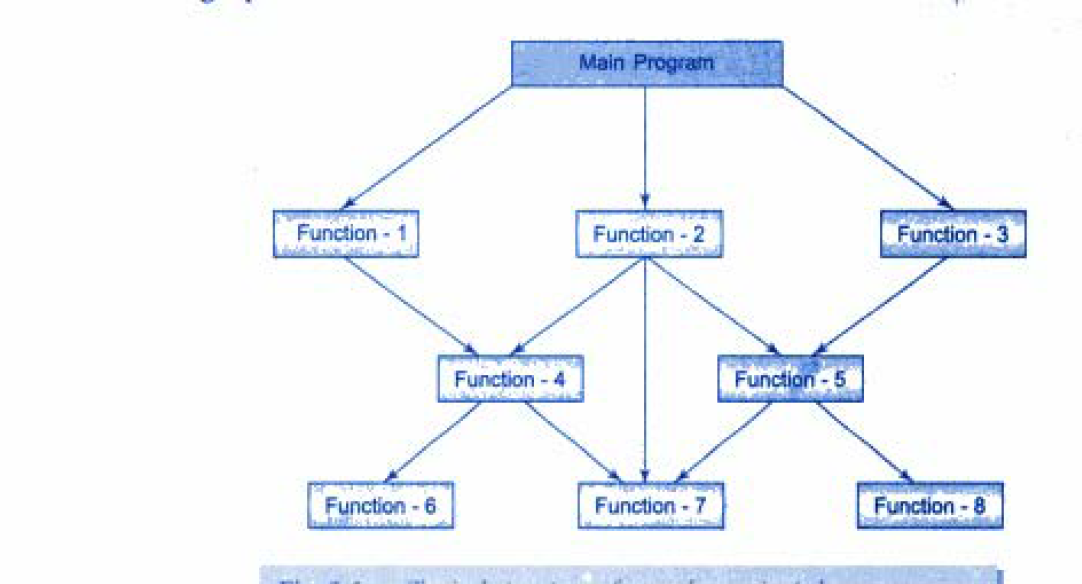 Main Program
Function - 1
Function - 2
Function - 3
Function - 4
Function - 5
Function - 6
Function - 7
Function - 8